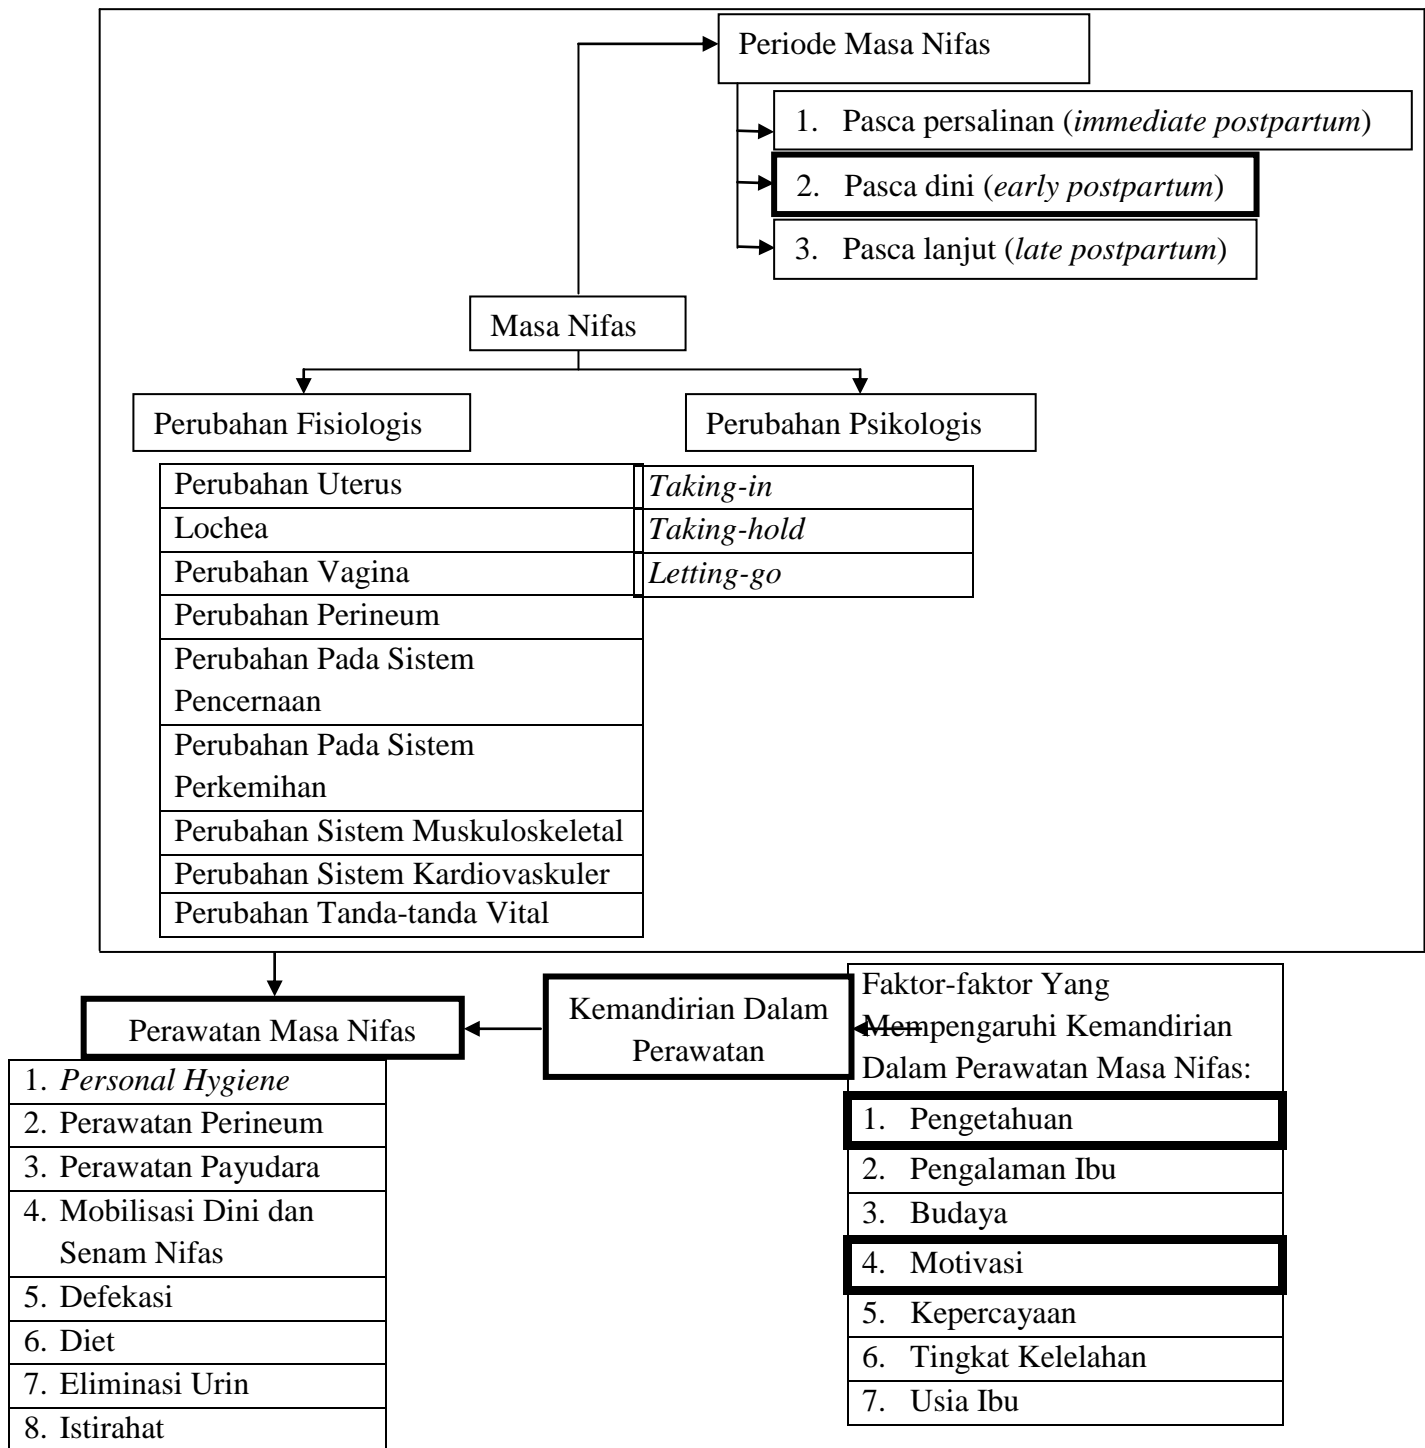 Periode Masa Nifas
1. Pasca persalinan (immediate postpartum)
2. Pasca dini (early postpartum)
3. Pasca lanjut (late postpartum)
Masa Nifas
Perubahan Fisiologis
Perubahan Psikologis
Perubahan Uterus
Lochea
Perubahan Vagina
Perubahan Perineum
Perubahan Pada Sistem
Pencernaan
Perubahan Pada Sistem
Perkemihan
Perubahan Sistem Muskuloskeletal
Perubahan Sistem Kardiovaskuler
Perubahan Tanda-tanda Vital
Taking-in
Taking-hold
Letting-go
Perawatan Masa Nifas
1. Personal Hygiene
2. Perawatan Perineum
3. Perawatan Payudara
4. Mobilisasi Dini dan
Senam Nifas
5. Defekasi
6. Diet
7. Eliminasi Urin
8. Istirahat
Kemandirian Dalam
Perawatan
Faktor-faktor Yang
Mempengaruhi Kemandirian
Dalam Perawatan Masa Nifas:
1. Pengetahuan
2. Pengalaman Ibu
3. Budaya
4. Motivasi
5. Kepercayaan
6. Tingkat Kelelahan
7. Usia Ibu